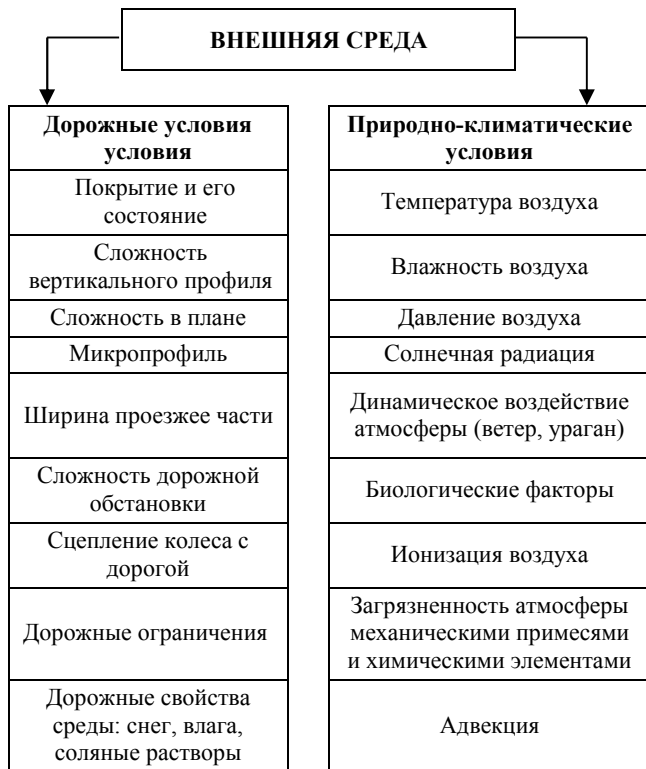 ВНЕШНЯЯ СРЕДА
Дорожные условия
условия
Покрытие и его
состояние
Сложность
вертикального профиля
Сложность в плане
Микропрофиль
Ширина проезжее части
Сложность дорожной
обстановки
Сцепление колеса с
дорогой
Дорожные ограничения
Дорожные свойства
среды: снег, влага,
соляные растворы
Природно-климатические
условия
Температура воздуха
Влажность воздуха
Давление воздуха
Солнечная радиация
Динамическое воздействие
атмосферы (ветер, ураган)
Биологические факторы
Ионизация воздуха
Загрязненность атмосферы
механическими примесями
и химическими элементами
Адвекция